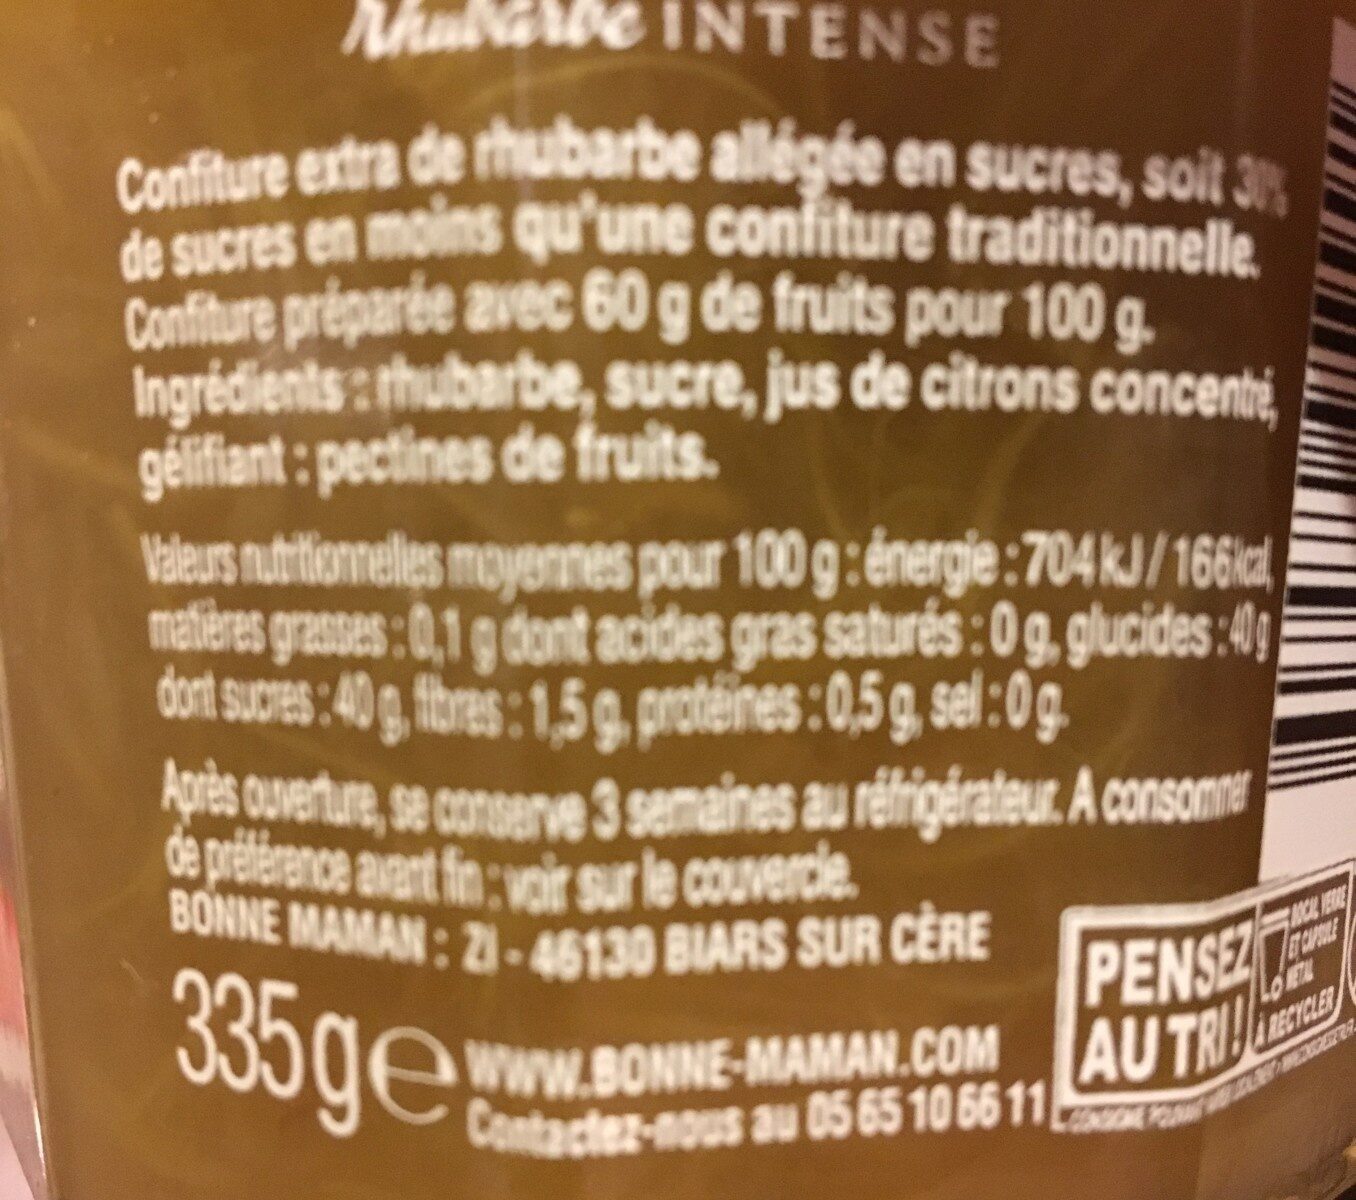 Rhubarbe INTENSE
Confiture extra de rhubarbe allégée en sucres, soit 30%
de sucres en moins qu'une confiture traditionnelle.
Confiture préparée avec 60 g de fruits pour 100 g.
Ingrédients : rhubarbe, sucre, jus de citrons concentré,
gélifiant : pectines de fruits.
Valeurs nutritionnelles moyennes pour 100 g : énergie : 704 kJ / 166 kcal,
matières grasses : 0,1 g dont acides gras saturés : 0 g, glucides : 40 g
dont sucres : 40 g, fibres : 1,5 g, protéines : 0,5 g, sel : 0 g.
Après ouverture, se conserve 3 semaines au réfrigérateur. A consommer
de préférence avant fin : voir sur le couvercle.
BONNE MAMAN : ZI - 46130 BIARS SUR CÈRE
335 g e
WWW.BONNE-MAMAN.COM
Contactez-nous au 05 65 10 66 11
PENSEZ
AU TRI !
BOCAL VERRE
ET CAPSULE
MÉTAL
À RECYCLER